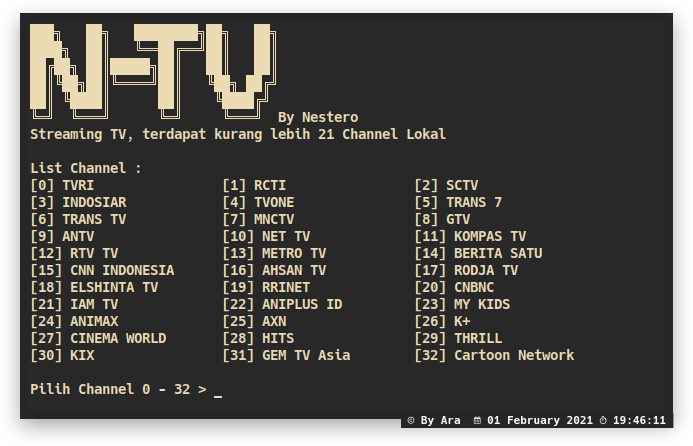 N-TV
By Nestero
Streaming TV, terdapat kurang lebih 21 Channel Lokal
List Channel :
[0] TVRI [1] RCTI [2] SCTV
[3] INDOSIAR [4] TVONE [5] TRANS 7
[6] TRANS TV [7] MNCTV [8] GTV
[9] ANTV [10] NET TV [11] KOMPAS TV
[12] RTV TV [13] METRO TV [14] BERITA SATU
[15] CNN INDONESIA [16] AHSAN TV [17] RODJA TV
[18] ELSHINTA TV [19] RRINET [20] CNBNC
[21] IAM TV [22] ANIPLUS ID [23] MY KIDS
[24] ANIMAX [25] AXN [26] K+
[27] CINEMA WORLD [28] HITS [29] THRILL
[30] KIX [31] GEM TV Asia [32] Cartoon Network
Pilih Channel 0 - 32 > _
© By Ara 01 February 2021 19:46:11